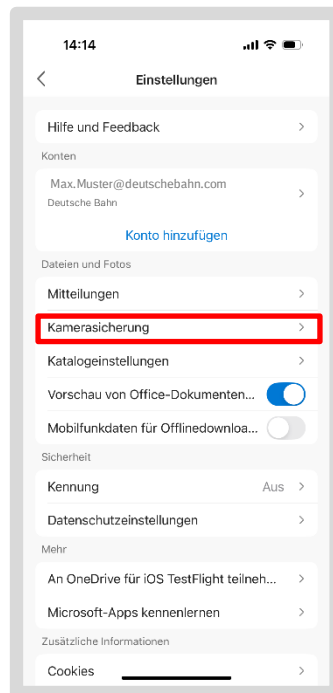 14:14
Einstellungen
Hilfe und Feedback
Konten
Max.Muster@deutschebahn.com
Deutsche Bahn
Konto hinzufügen
Dateien und Fotos
Mitteilungen
Kamerasicherung
Katalogeinstellungen
Vorschau von Office-Dokumenten...
Mobilfunkdaten für Offlinedownloa...
Sicherheit
Kennung Aus
Datenschutzeinstellungen
Mehr
An OneDrive für iOS TestFlight teilneh...
Microsoft-Apps kennenlernen
Zusätzliche Informationen
Cookies